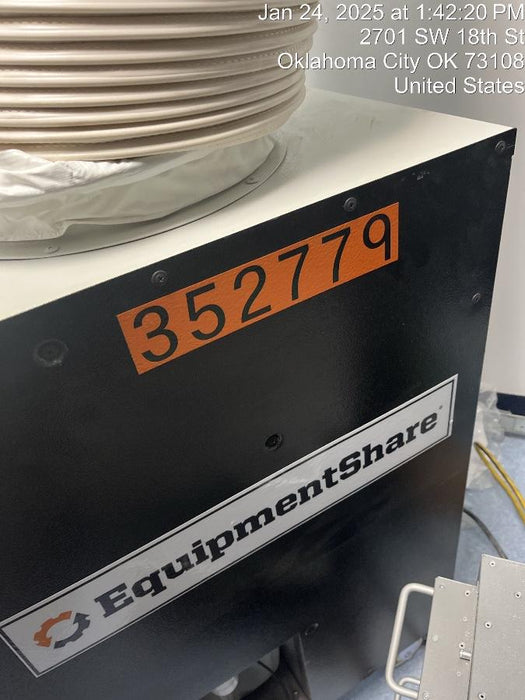 Jan 24, 2025 at 1:42:20 PM
2701 SW 18th St
Oklahoma City OK 73108
United States
352779
EquipmentShare